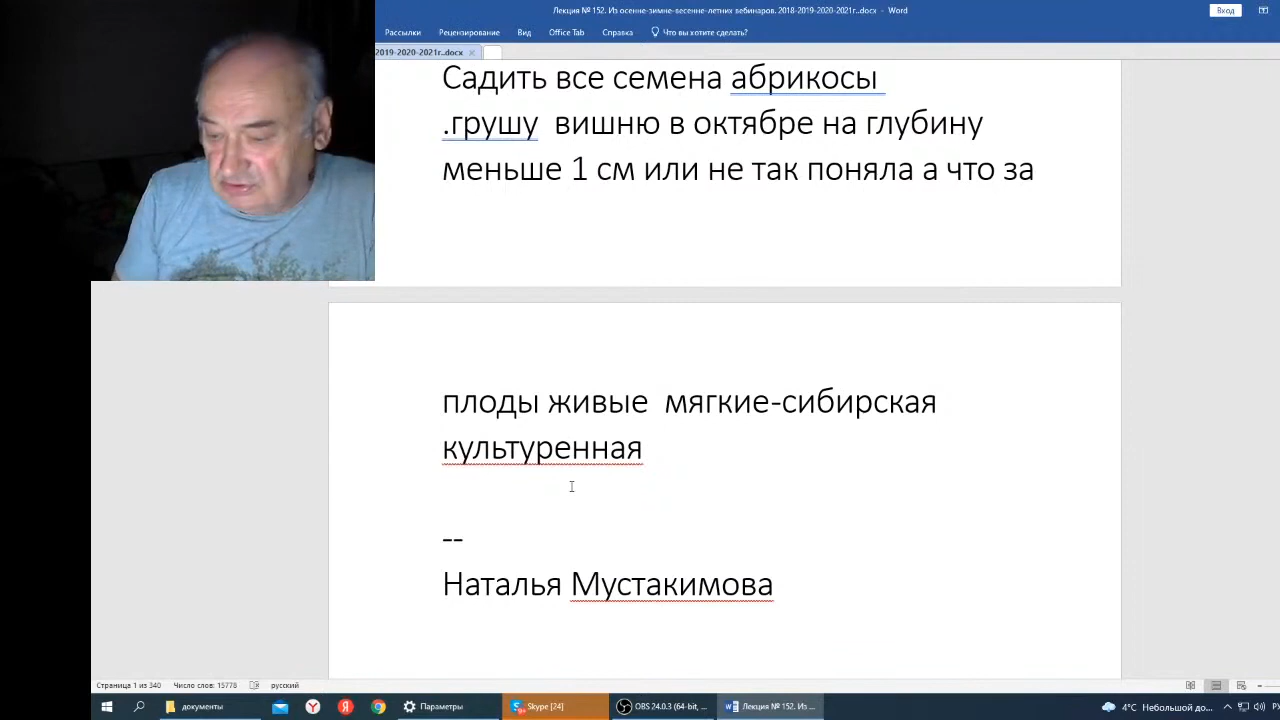 Лекция № 152. Из осенне-зимне-весенне-летних вебинаров. 2018-2019-2020-2021г..docx - Word
Вход
Рассылки Рецензирование Вид Office Tab Справка Что вы хотите сделать?
2019-2020-2021г..docx
Садить все семена абрикосы
.грушу вишню в октябре на глубину
меньше 1 см или не так поняла а что за
плоды живые мягкие-сибирская
культуренная
--
Наталья Мустакимова
Страница 1 из 340 Число слов: 15778 русский
документы Параметры Skype [24] OBS 24.0.3 (64-bit, ... Лекция № 152. Из ... 4°C Небольшой до...